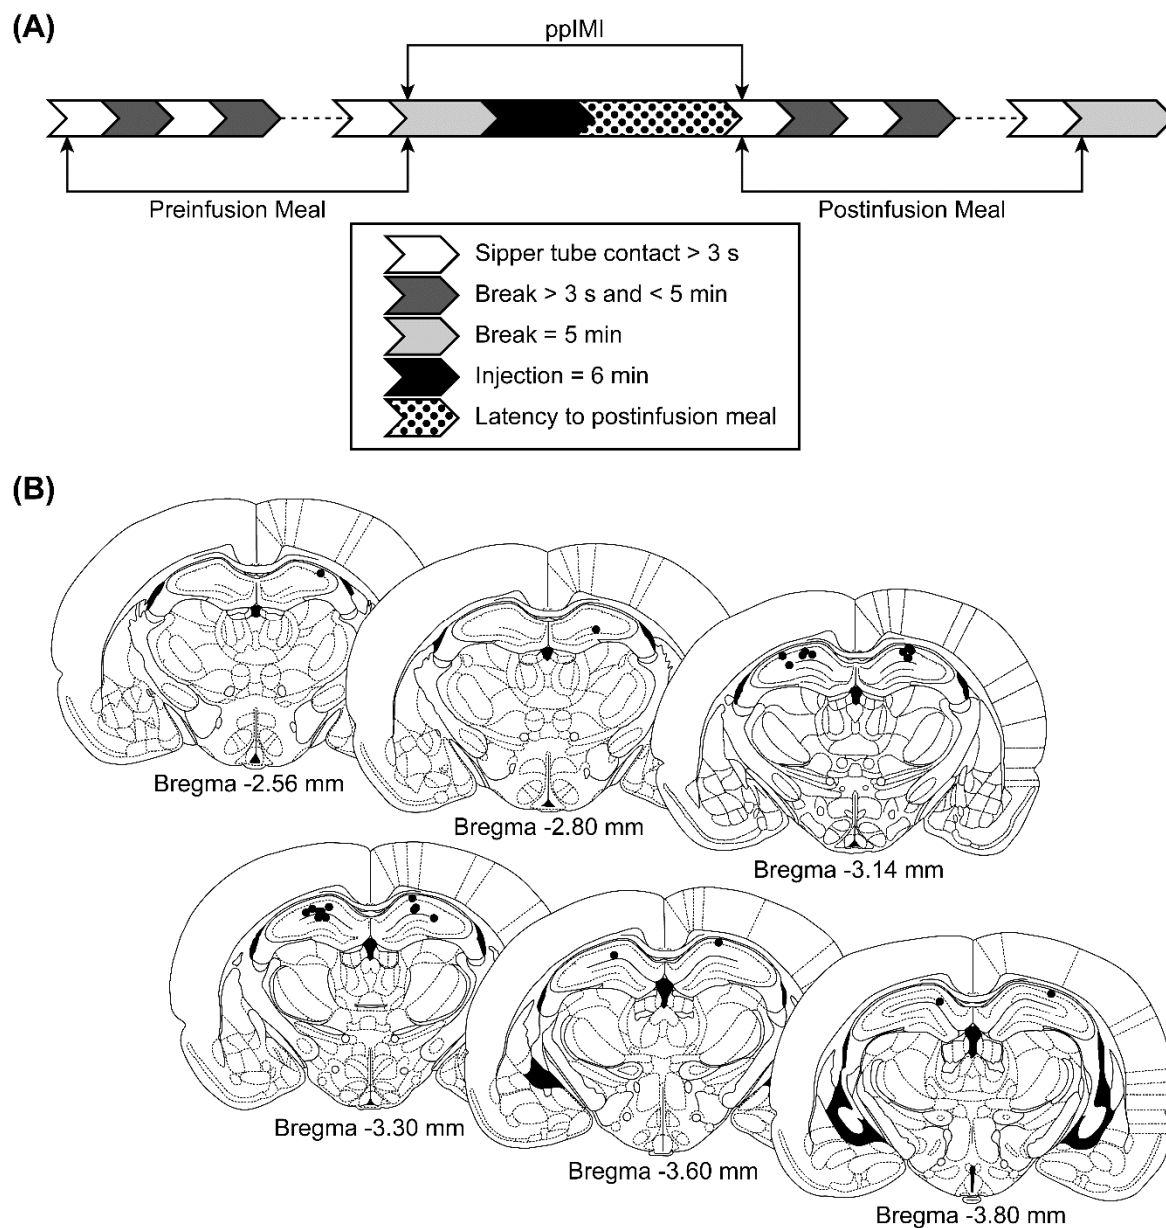 (A)
ppIMI
Preinfusion Meal
Postinfusion Meal
Sipper tube contact > 3 s
Break > 3 s and < 5 min
Break = 5 min
Injection = 6 min
Latency to postinfusion meal
(B)
Bregma -2.56 mm
Bregma -2.80 mm
Bregma -3.14 mm
Bregma -3.30 mm
Bregma -3.60 mm
Bregma -3.80 mm